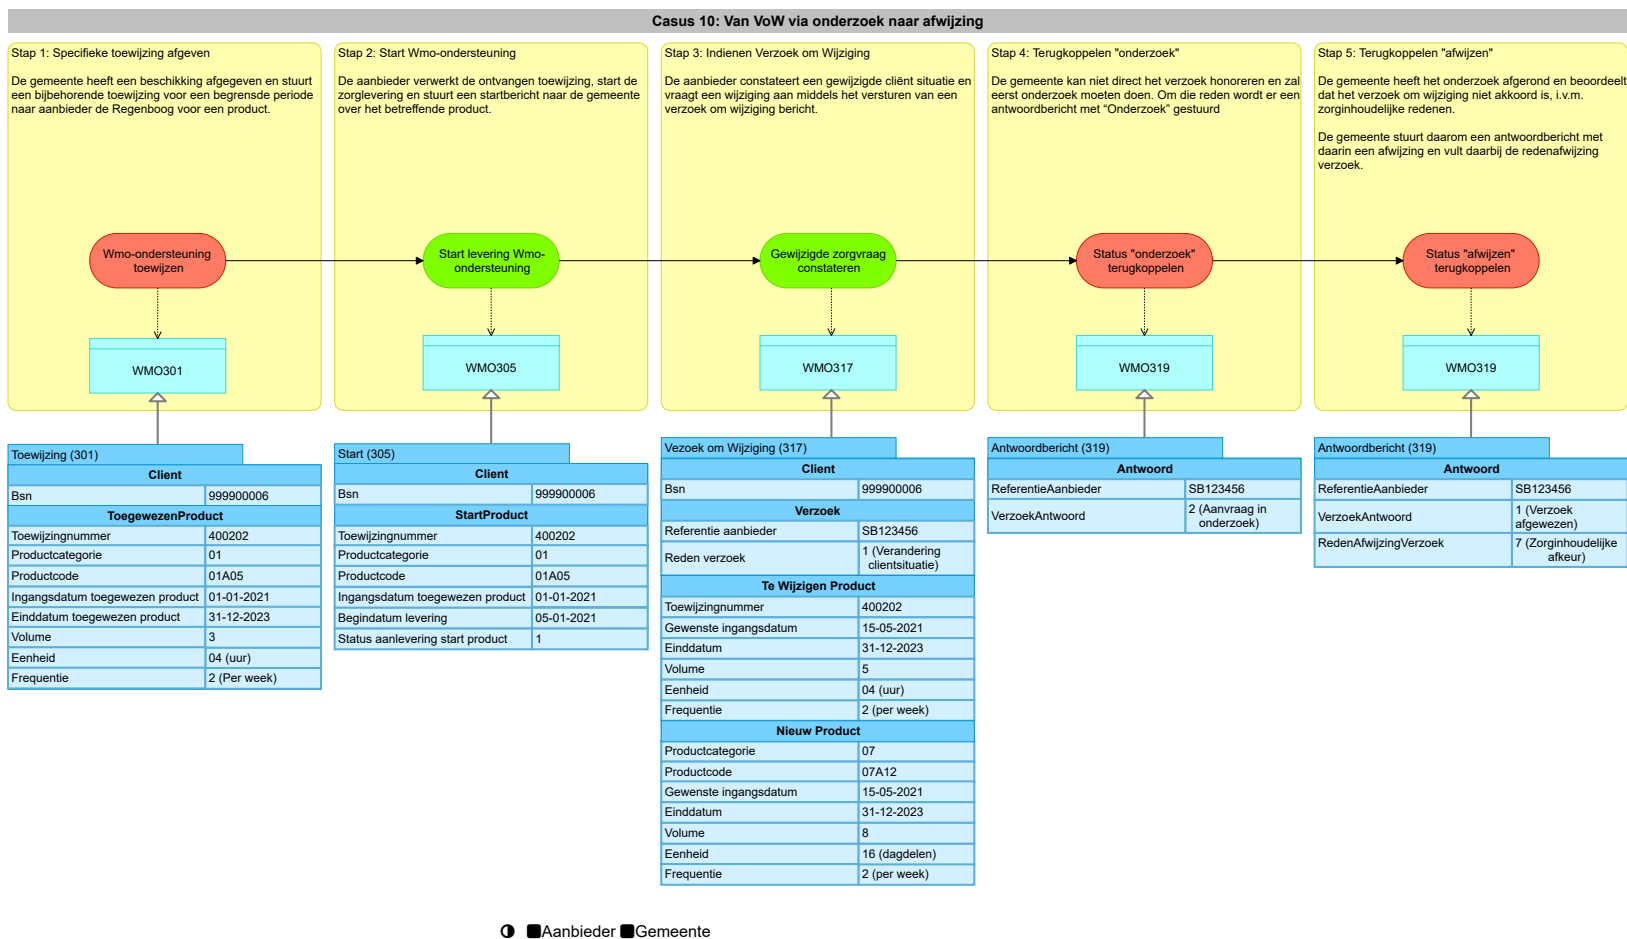 Casus 10: Van VoW via onderzoek naar afwijzing
Stap 1: Specifieke toewijzing afgeven
De gemeente heeft een beschikking afgegeven en stuurt
een bijbehorende toewijzing voor een begrensde periode
naar aanbieder de Regenboog voor een product.
Wmo-ondersteuning
toewijzen
WMO301
Stap 2: Start Wmo-ondersteuning
De aanbieder verwerkt de ontvangen toewijzing, start de
zorglevering en stuurt een startbericht naar de gemeente
over het betreffende product.
Start levering Wmo-
ondersteuning
WMO305
Stap 3: Indienen Verzoek om Wijziging
De aanbieder constateert een gewijzigde cliënt situatie en
vraagt een wijziging aan middels het versturen van een
verzoek om wijziging bericht.
Gewijzigde zorgvraag
constateren
WMO317
Stap 4: Terugkoppelen "onderzoek"
De gemeente kan niet direct het verzoek honoreren en zal
eerst onderzoek moeten doen. Om die reden wordt er een
antwoordbericht met “Onderzoek” gestuurd
Status "onderzoek"
terugkoppelen
WMO319
Stap 5: Terugkoppelen "afwijzen"
De gemeente heeft het onderzoek afgerond en beoordeelt
dat het verzoek om wijziging niet akkoord is, i.v.m.
zorginhoudelijke redenen.
De gemeente stuurt daarom een antwoordbericht met
daarin een afwijzing en vult daarbij de redenafwijzing
verzoek.
Status "afwijzen"
terugkoppelen
WMO319
Toewijzing (301)
Client
Bsn 999900006
ToegewezenProduct
Toewijzingnummer 400202
Productcategorie 01
Productcode 01A05
Ingangsdatum toegewezen product 01-01-2021
Einddatum toegewezen product 31-12-2023
Volume 3
Eenheid 04 (uur)
Frequentie 2 (Per week)
Start (305)
Client
Bsn 999900006
StartProduct
Toewijzingnummer 400202
Productcategorie 01
Productcode 01A05
Ingangsdatum toegewezen product 01-01-2021
Begindatum levering 05-01-2021
Status aanlevering start product 1
Vezoek om Wijziging (317)
Client
Bsn 999900006
Verzoek
Referentie aanbieder SB123456
Reden verzoek 1 (Verandering
clientsituatie)
Te Wijzigen Product
Toewijzingnummer 400202
Gewenste ingangsdatum 15-05-2021
Einddatum 31-12-2023
Volume 5
Eenheid 04 (uur)
Frequentie 2 (per week)
Nieuw Product
Productcategorie 07
Productcode 07A12
Gewenste ingangsdatum 15-05-2021
Einddatum 31-12-2023
Volume 8
Eenheid 16 (dagdelen)
Frequentie 2 (per week)
Antwoordbericht (319)
Antwoord
ReferentieAanbieder SB123456
VerzoekAntwoord 2 (Aanvraag in
onderzoek)
Antwoordbericht (319)
Antwoord
ReferentieAanbieder SB123456
VerzoekAntwoord 1 (Verzoek
afgewezen)
RedenAfwijzingVerzoek 7 (Zorginhoudelijke
afkeur)
Aanbieder Gemeente